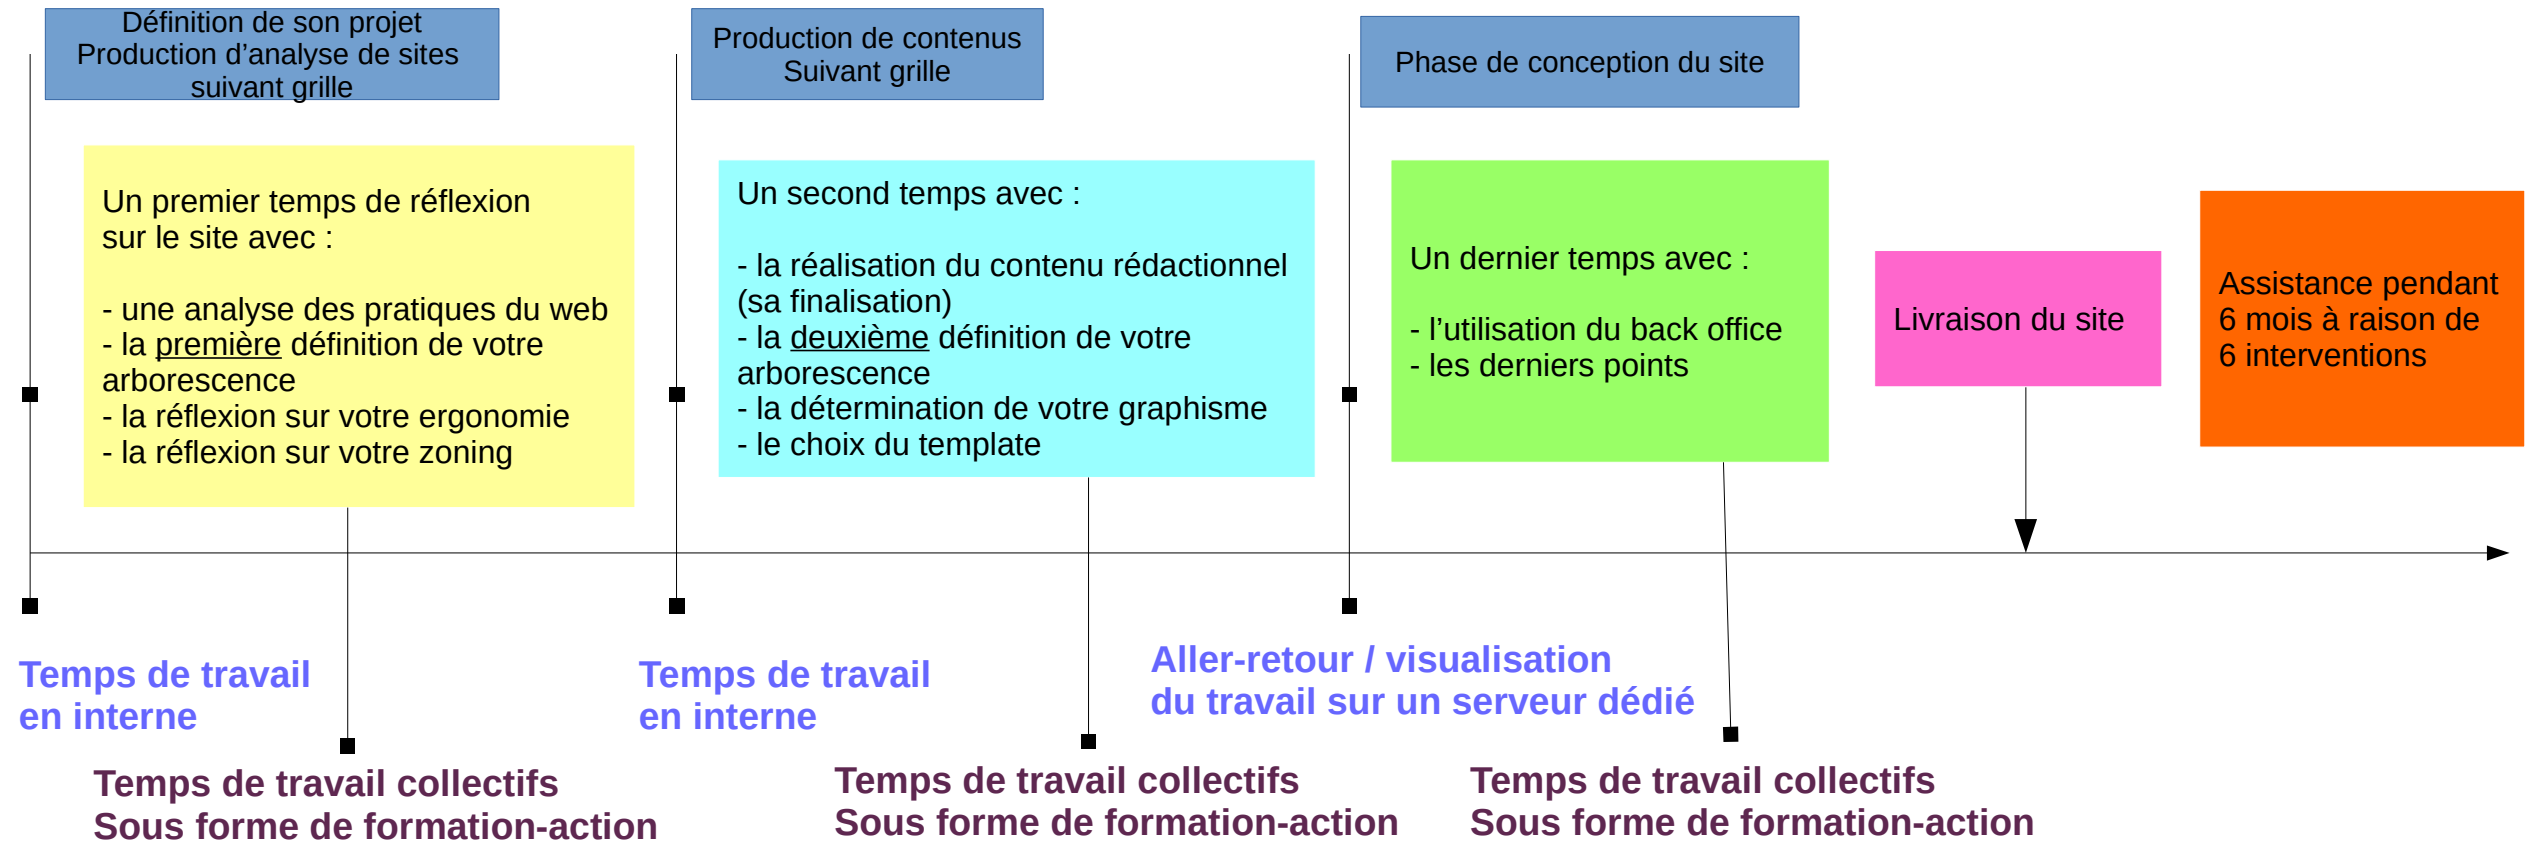 Définition de son projet
Production d’analyse de sites
suivant grille
Production de contenus
Suivant grille
Phase de conception du site
Un premier temps de réflexion
sur le site avec :
- une analyse des pratiques du web
- la première définition de votre
arborescence
- la réflexion sur votre ergonomie
- la réflexion sur votre zoning
Un second temps avec :
- la réalisation du contenu rédactionnel
(sa finalisation)
- la deuxième définition de votre
arborescence
- la détermination de votre graphisme
- le choix du template
Un dernier temps avec :
- l’utilisation du back office
- les derniers points
Livraison du site
Assistance pendant
6 mois à raison de
6 interventions
Temps de travail
en interne
Temps de travail
en interne
Aller-retour / visualisation
du travail sur un serveur dédié
Temps de travail collectifs
Sous forme de formation-action
Temps de travail collectifs
Sous forme de formation-action
Temps de travail collectifs
Sous forme de formation-action